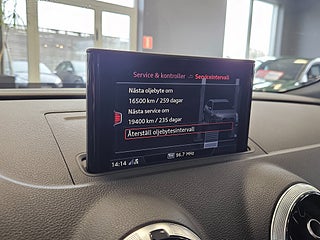 Service & kontroller Serviceintervall
Nästa oljebyte om
16500 km / 259 dagar
Nästa service om
19400 km / 235 dagar
Återställ oljebytesintervall
14:14
96.7 MHz